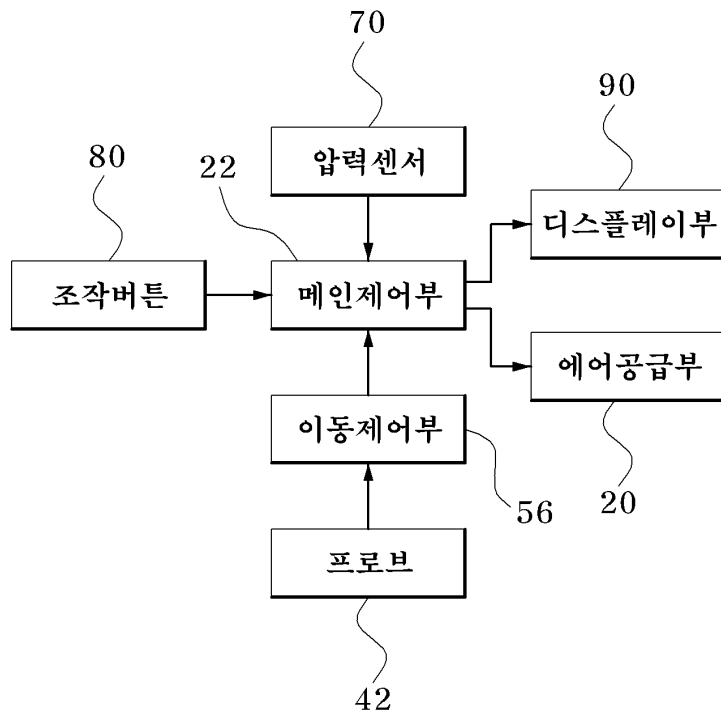 70
90
80
압력센서
22
디스플레이부
조작버튼
메인제어부
에어공급부
이동제어부
20
56
프로브
42